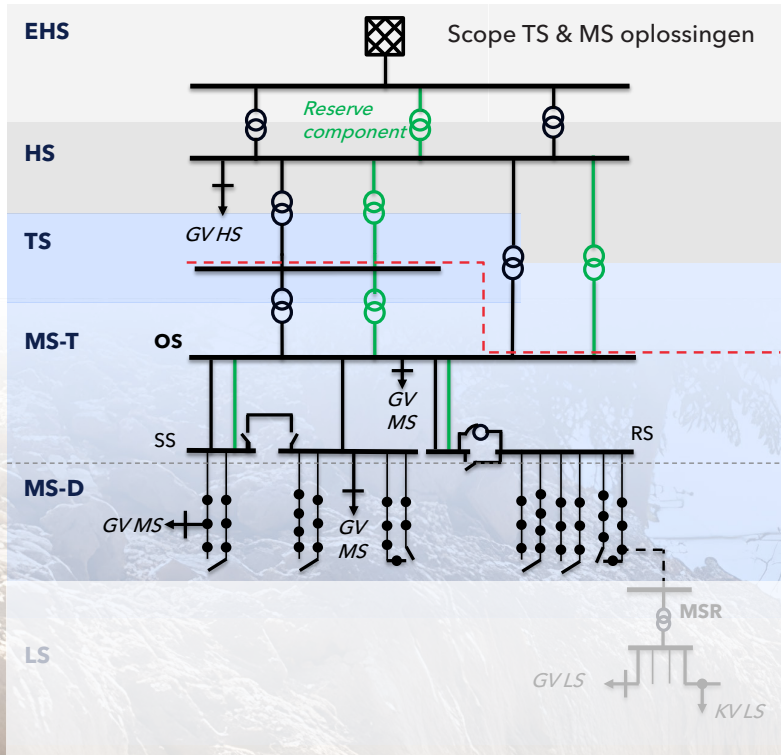 EHS
Scope TS & MS oplossingen
Reserve
component
HS
GV HS
TS
MS-T
OS
GV
MS
SS
RS
MS-D
GV MS
GV
MS
MSR
LS
GV LS
KV LS